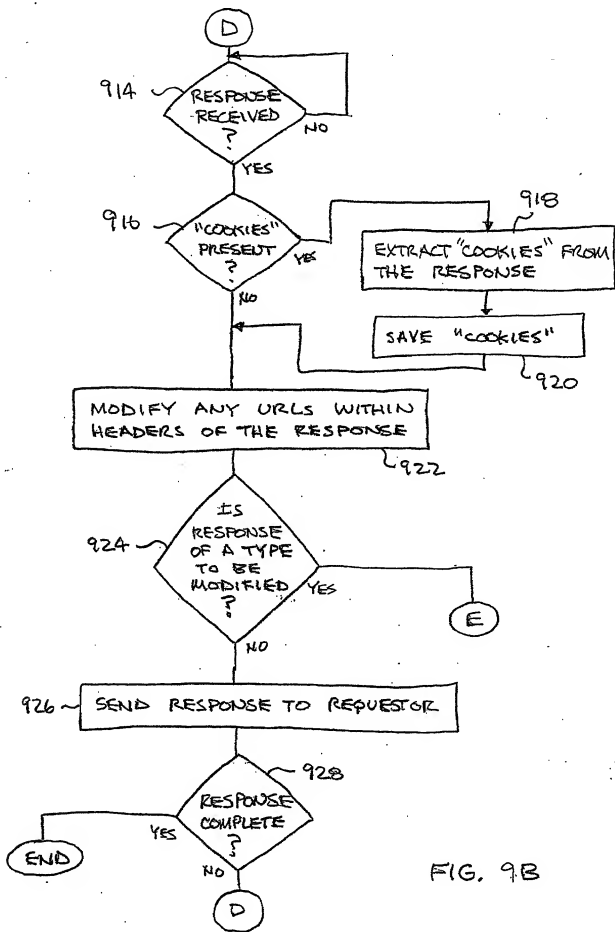 D
914
RESPONSE
RECEIVED
?
NO
YES
916
"COOKIES"
PRESENT
?
YES
NO
918
EXTRACT "COOKIES" FROM
THE RESPONSE
SAVE "COOKIES"
920
MODIFY ANY URLS WITHIN
HEADERS OF THE RESPONSE
922
924
IS
RESPONSE
OF A TYPE
TO BE
MODIFIED
?
YES
E
NO
926
SEND RESPONSE TO REQUESTOR
928
RESPONSE
COMPLETE
?
YES
END
NO
D
FIG. 9B